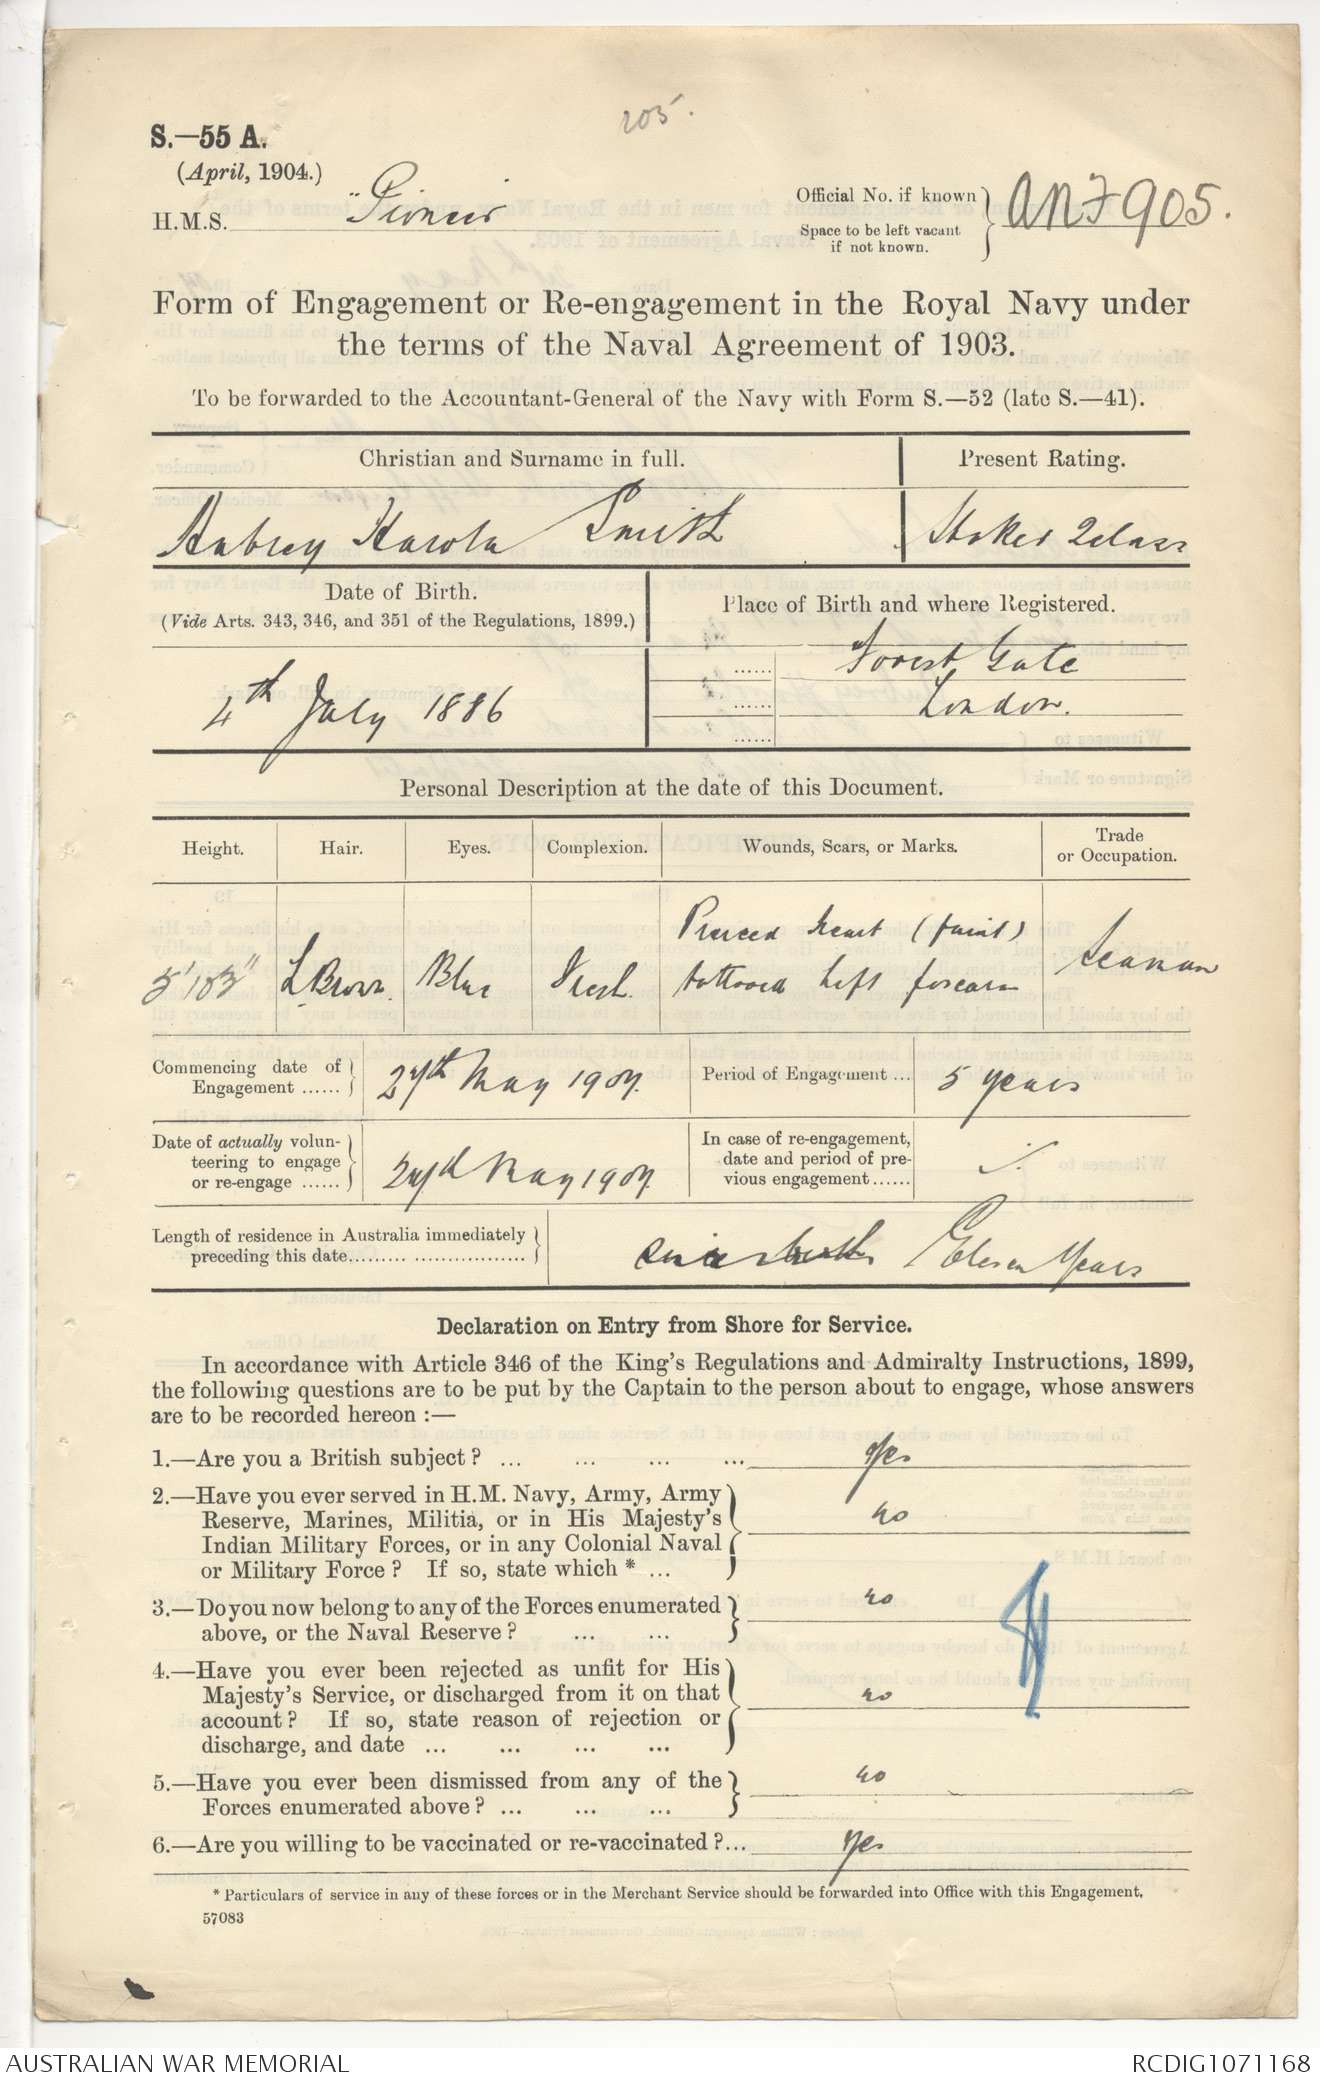 205.
S.—55 A.
(April, 1904.)
H.M.S. "Pioneer
Official No. if known
Space to be left vacant
if not known.
ANF 905.
Form of Engagement or Re-engagement in the Royal Navy under
the terms of the Naval Agreement of 1903.
To be forwarded to the Accountant-General of the Navy with Form S.—52 (late S.—41).
Christian and Surname in full.
Present Rating.
Aubrey Harold Smith
Stoker 2 class
Date of Birth.
(Vide Arts. 343, 346, and 351 of the Regulations, 1899.)
Place of Birth and where Registered.
4th July 1886
Forest Gate
London.
Personal Description at the date of this Document.
Height.
Hair.
Eyes.
Complexion.
Wounds, Scars, or Marks.
Trade
or Occupation.
L Brown.
Blue
Fresh.
Pierced heart (faint)
tattooed left forearm
Seaman
Commencing date of
Engagement ......
27th May 1907.
Period of Engagement ...
5 years
Date of actually volun-
teering to engage
or re-engage ......
27th May 1907.
In case of re-engagement,
date and period of pre-
vious engagement......
Length of residence in Australia immediately
preceding this date......... ..................
since birth Eleven Years
Declaration on Entry from Shore for Service.
In accordance with Article 346 of the King's Regulations and Admiralty Instructions, 1899,
the following questions are to be put by the Captain to the person about to engage, whose answers
are to be recorded hereon :—
1.—Are you a British subject? ... ... ... ... Yes
2.—Have you ever served in H.M. Navy, Army, Army
Reserve, Marines, Militia, or in His Majesty's
Indian Military Forces, or in any Colonial Naval
or Military Force? If so, state which * ...
no
3.—Do you now belong to any of the Forces enumerated
above, or the Naval Reserve? ... ...
no
4.—Have you ever been rejected as unfit for His
Majesty's Service, or discharged from it on that
account? If so, state reason of rejection or
discharge, and date ... ... ... ...
no
5.—Have you ever been dismissed from any of the
Forces enumerated above? ... ... ...
no
6.—Are you willing to be vaccinated or re-vaccinated?... Yes
* Particulars of service in any of these forces or in the Merchant Service should be forwarded into Office with this Engagement.
57083
AUSTRALIAN WAR MEMORIAL
RCDIG1071168